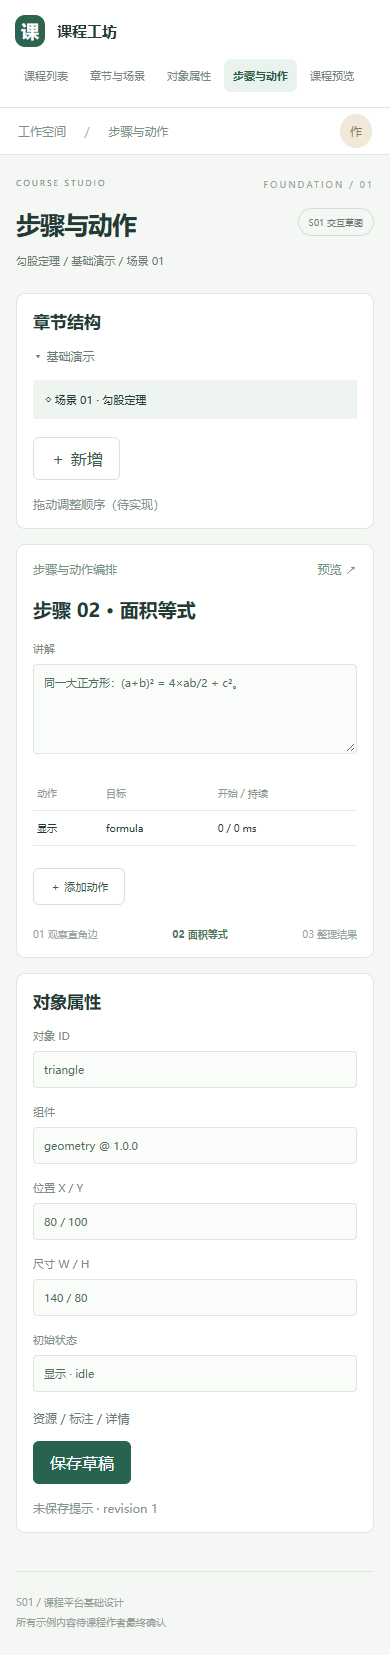 课 课程工坊
课程列表 章节与场景 对象属性 步骤与动作 课程预览
工作空间 / 步骤与动作 作
COURSE STUDIO FOUNDATION / 01
步骤与动作 S01 交互草图
勾股定理 / 基础演示 / 场景 01
章节结构
▾ 基础演示
◇ 场景 01 · 勾股定理
+ 新增
拖动调整顺序（待实现）
步骤与动作编排 预览 ↗
步骤 02 · 面积等式
讲解
同一大正方形：(a+b)² = 4×ab/2 + c²。
动作 目标 开始 / 持续
显示 formula 0 / 0 ms
+ 添加动作
01 观察直角边 02 面积等式 03 整理结果
对象属性
对象 ID
triangle
组件
geometry @ 1.0.0
位置 X / Y
80 / 100
尺寸 W / H
140 / 80
初始状态
显示 · idle
资源 / 标注 / 详情
保存草稿
未保存提示 · revision 1
S01 / 课程平台基础设计
所有示例内容待课程作者最终确认